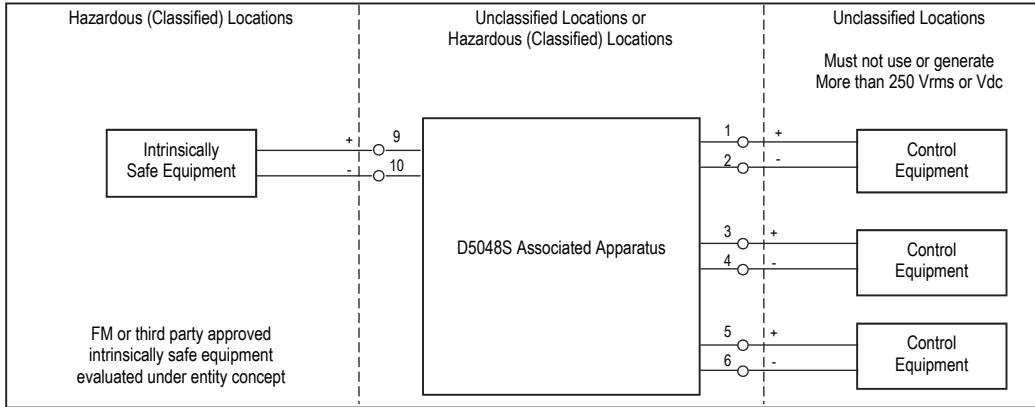 Hazardous (Classified) Locations
Unclassified Locations or
Hazardous (Classified) Locations
Unclassified Locations
Must not use or generate
More than 250 Vrms or Vdc
Intrinsically
Safe Equipment
+ 9
- 10
D5048S Associated Apparatus
1 +
2 -
Control
Equipment
3 +
4 -
Control
Equipment
5 +
6 -
Control
Equipment
FM or third party approved
intrinsically safe equipment
evaluated under entity concept